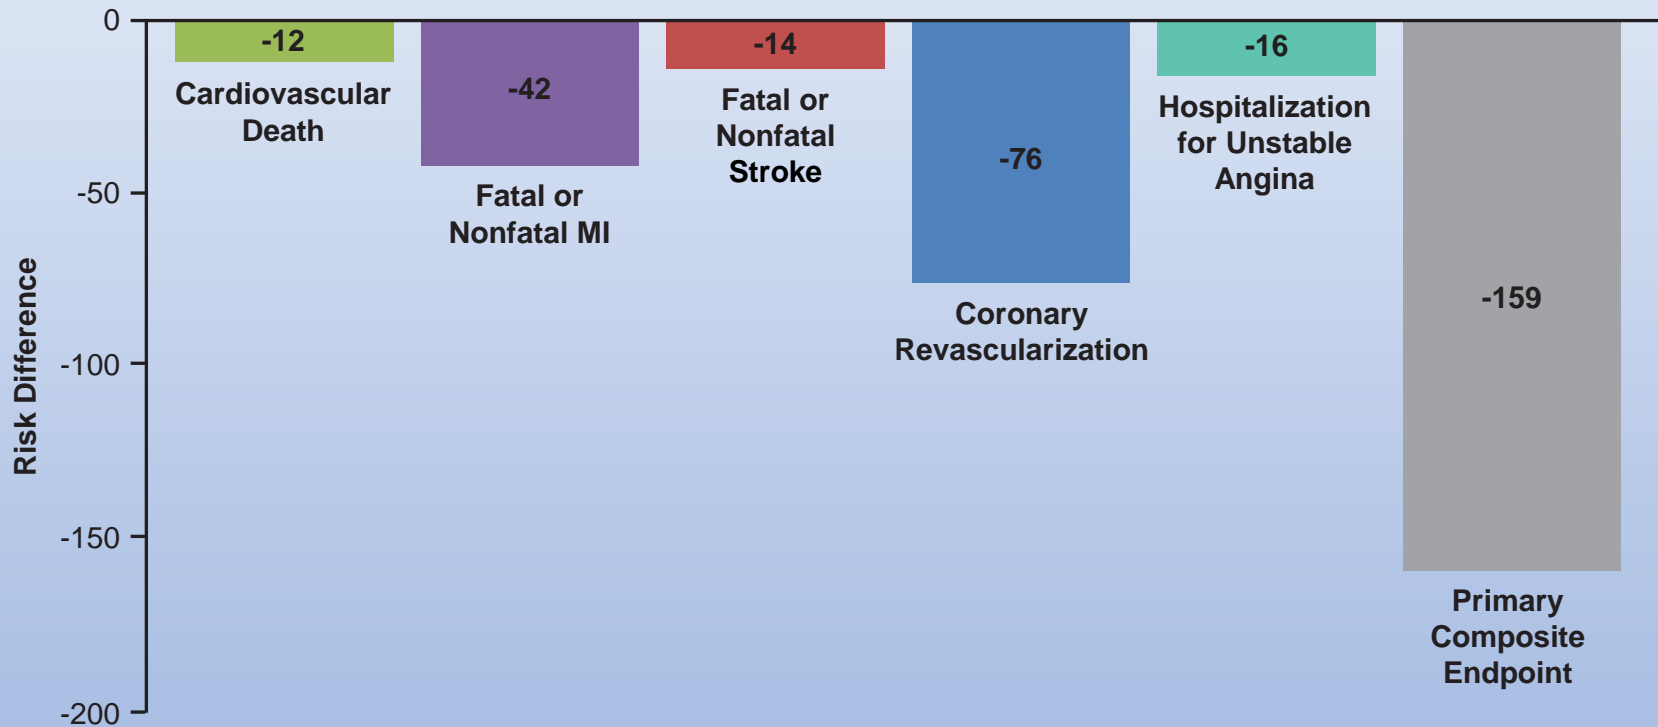 0
-50
-100
-150
-200
Risk Difference
-12
Cardiovascular
Death
-42
Fatal or
Nonfatal MI
-14
Fatal or
Nonfatal
Stroke
-76
Coronary
Revascularization
-16
Hospitalization
for Unstable
Angina
-159
Primary
Composite
Endpoint